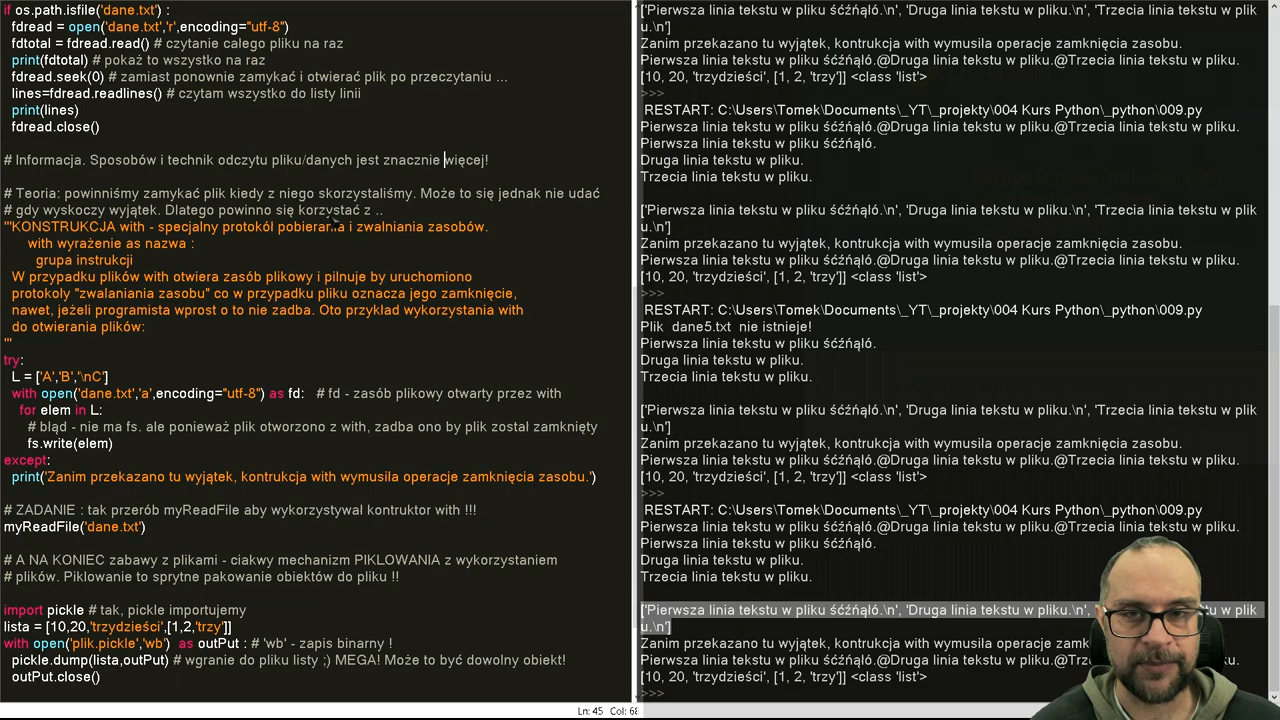 if os.path.isfile('dane.txt') :
fdread = open('dane.txt','r',encoding="utf-8")
fdtotal = fdread.read() # czytanie całego pliku na raz
print(fdtotal) # pokaż to wszystko na raz
fdread.seek(0) # zamiast ponownie zamykać i otwierać plik po przeczytaniu ...
lines=fdread.readlines() # czytam wszystko do listy linii
print(lines)
fdread.close()
# Informacja. Sposobów i technik odczytu pliku/danych jest znacznie więcej!
# Teoria: powinniśmy zamykać plik kiedy z niego skorzystaliśmy. Może to się jednak nie udać
# gdy wyskoczy wyjątek. Dlatego powinno się korzystać z ..
'''KONSTRUKCJA with - specjalny protokół pobierania i zwalniania zasobów.
with wyrażenie as nazwa :
grupa instrukcji
W przypadku plików with otwiera zasób plikowy i pilnuje by uruchomiono
protokoły "zwalaniania zasobu" co w przypadku pliku oznacza jego zamknięcie,
nawet, jeżeli programista wprost o to nie zadba. Oto przykład wykorzystania with
do otwierania plików:
'''
try:
L = ['A','B','\nC']
with open('dane.txt','a',encoding="utf-8") as fd: # fd - zasób plikowy otwarty przez with
for elem in L:
# błąd - nie ma fs. ale ponieważ plik otworzono z with, zadba ono by plik został zamknięty
fs.write(elem)
except:
print('Zanim przekazano tu wyjątek, kontrukcja with wymusiła operacje zamknięcia zasobu.')
# ZADANIE : tak przerób myReadFile aby wykorzystywał kontruktor with !!!
myReadFile('dane.txt')
# A NA KONIEC zabawy z plikami - ciakwy mechanizm PIKLOWANIA z wykorzystaniem
# plików. Piklowanie to sprytne pakowanie obiektów do pliku !!
import pickle # tak, pickle importujemy
lista = [10,20,'trzydzieści',[1,2,'trzy']]
with open('plik.pickle','wb') as outPut : # 'wb' - zapis binarny !
pickle.dump(lista,outPut) # wgranie do pliku listy ;) MEGA! Może to być dowolny obiekt!
outPut.close()
['Pierwsza linia tekstu w pliku śćźńąłó.\n', 'Druga linia tekstu w pliku.\n', 'Trzecia linia tekstu w plik
u.\n']
Zanim przekazano tu wyjątek, kontrukcja with wymusiła operacje zamknięcia zasobu.
Pierwsza linia tekstu w pliku śćźńąłó.@Druga linia tekstu w pliku.@Trzecia linia tekstu w pliku.
[10, 20, 'trzydzieści', [1, 2, 'trzy']] <class 'list'>
>>>
RESTART: C:\Users\Tomek\Documents\_YT\_projekty\004 Kurs Python\_python\009.py
Pierwsza linia tekstu w pliku śćźńąłó.@Druga linia tekstu w pliku.@Trzecia linia tekstu w pliku.
Pierwsza linia tekstu w pliku śćźńąłó.
Druga linia tekstu w pliku.
Trzecia linia tekstu w pliku.
['Pierwsza linia tekstu w pliku śćźńąłó.\n', 'Druga linia tekstu w pliku.\n', 'Trzecia linia tekstu w plik
u.\n']
Zanim przekazano tu wyjątek, kontrukcja with wymusiła operacje zamknięcia zasobu.
Pierwsza linia tekstu w pliku śćźńąłó.@Druga linia tekstu w pliku.@Trzecia linia tekstu w pliku.
[10, 20, 'trzydzieści', [1, 2, 'trzy']] <class 'list'>
>>>
RESTART: C:\Users\Tomek\Documents\_YT\_projekty\004 Kurs Python\_python\009.py
Plik dane5.txt nie istnieje!
Pierwsza linia tekstu w pliku śćźńąłó.
Druga linia tekstu w pliku.
Trzecia linia tekstu w pliku.
['Pierwsza linia tekstu w pliku śćźńąłó.\n', 'Druga linia tekstu w pliku.\n', 'Trzecia linia tekstu w plik
u.\n']
Zanim przekazano tu wyjątek, kontrukcja with wymusiła operacje zamknięcia zasobu.
Pierwsza linia tekstu w pliku śćźńąłó.@Druga linia tekstu w pliku.@Trzecia linia tekstu w pliku.
[10, 20, 'trzydzieści', [1, 2, 'trzy']] <class 'list'>
>>>
RESTART: C:\Users\Tomek\Documents\_YT\_projekty\004 Kurs Python\_python\009.py
Pierwsza linia tekstu w pliku śćźńąłó.@Druga linia tekstu w pliku.@Trzecia linia tekstu w pliku.
Pierwsza linia tekstu w pliku śćźńąłó.
Druga linia tekstu w pliku.
Trzecia linia tekstu w pliku.
['Pierwsza linia tekstu w pliku śćźńąłó.\n', 'Druga linia tekstu w pliku.\n', tu w plik
u.\n']
Zanim przekazano tu wyjątek, kontrukcja with wymusiła operacje zasobu.
Pierwsza linia tekstu w pliku śćźńąłó.@Druga linia tekstu w pliku.@ w pliku.
[10, 20, 'trzydzieści', [1, 2, 'trzy']] <class 'list'>
>>>
Ln: 45 Col: 68